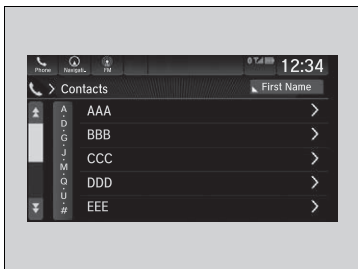 Phone Navigati.. FM 12:34
Contacts First Name
A AAA
D
G BBB
J
M CCC
Q DDD
U
# EEE